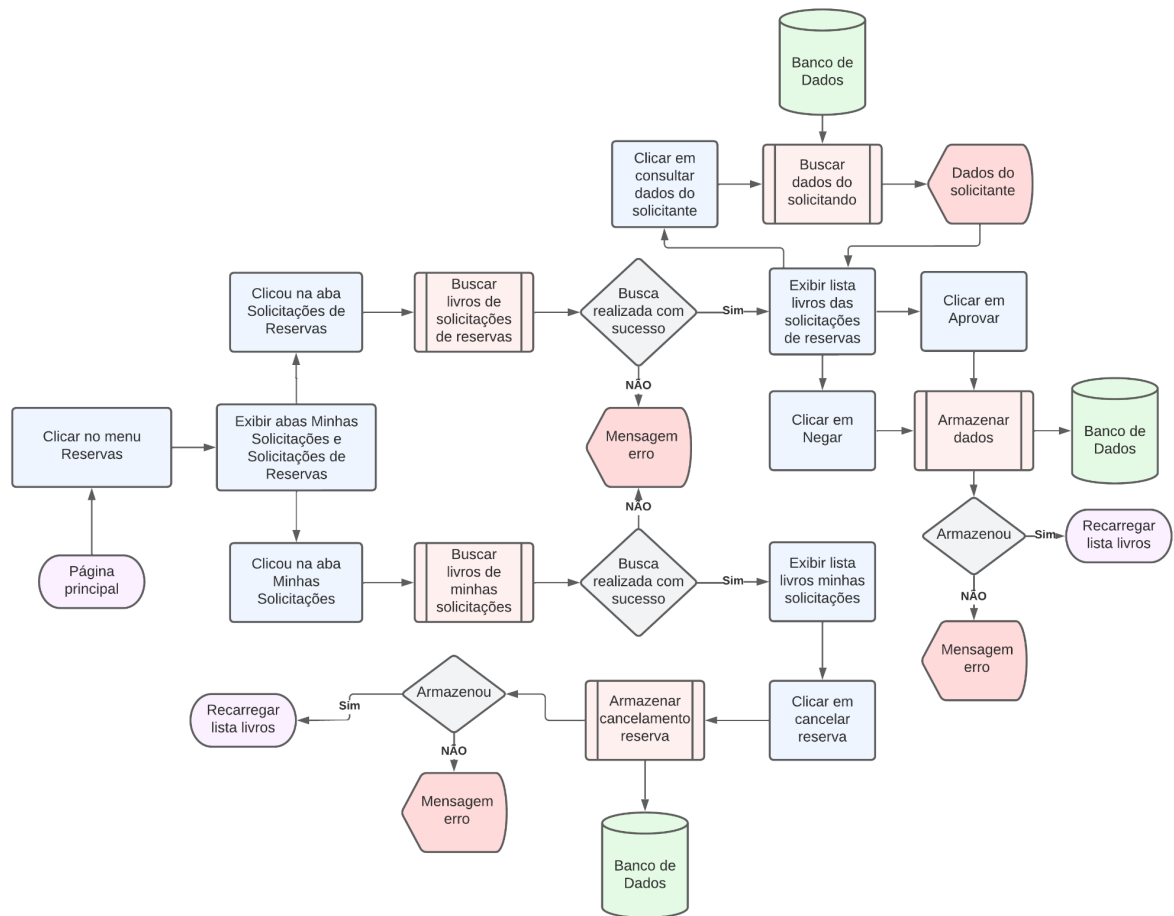 Banco de
Dados
Clicar em
consultar
dados do
solicitante
Buscar
dados do
solicitando
Dados do
solicitante
Clicou na aba
Solicitações de
Reservas
Buscar
livros de
solicitações
de reservas
Busca
realizada com
sucesso
Sim
Exibir lista
livros das
solicitações
de reservas
Clicar em
Aprovar
NÃO
Clicar no menu
Reservas
Exibir abas Minhas
Solicitações e
Solicitações de
Reservas
Mensagem
erro
Clicar em
Negar
Armazenar
dados
Banco de
Dados
NÃO
Armazenou
Sim
Recarregar
lista livros
Página
principal
Clicou na aba
Minhas
Solicitações
Buscar
livros de
minhas
solicitações
Busca
realizada com
sucesso
Sim
Exibir lista
livros minhas
solicitações
NÃO
Mensagem
erro
Recarregar
lista livros
Sim
Armazenou
Armazenar
cancelamento
reserva
Clicar em
cancelar
reserva
NÃO
Mensagem
erro
Banco de
Dados